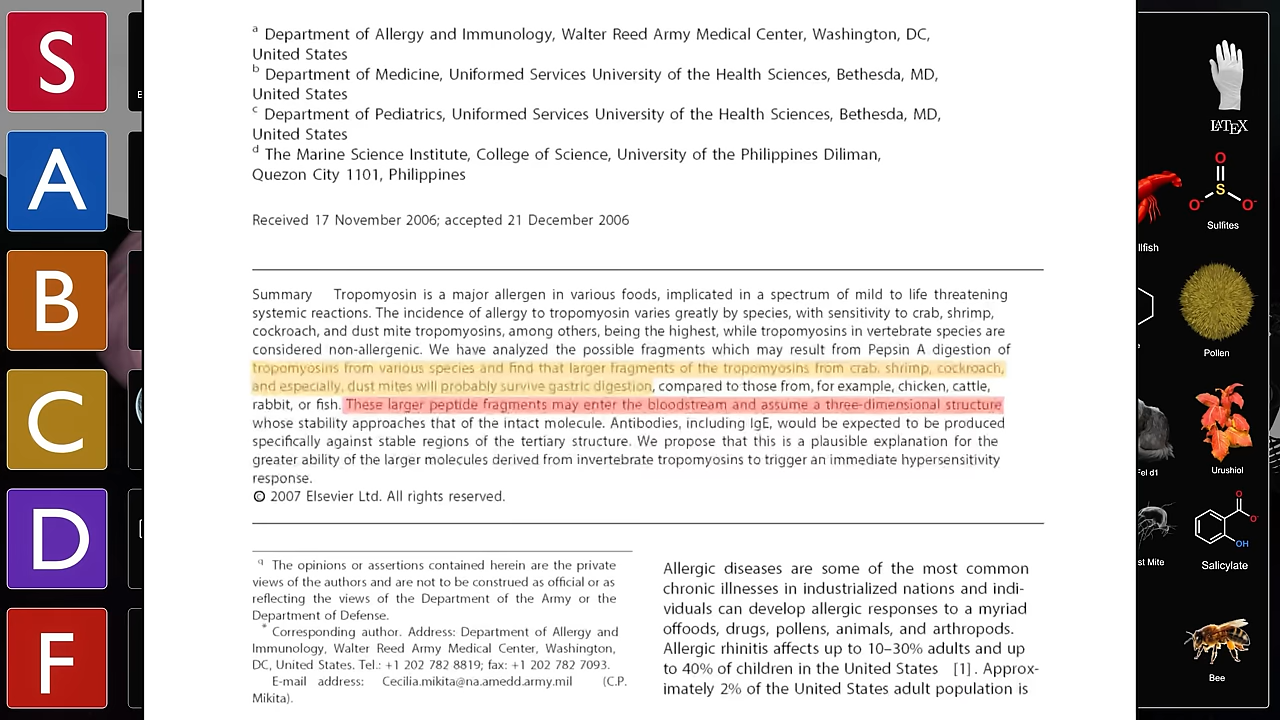 S
A
B
C
D
F
E
a Department of Allergy and Immunology, Walter Reed Army Medical Center, Washington, DC,
United States
b Department of Medicine, Uniformed Services University of the Health Sciences, Bethesda, MD,
United States
c Department of Pediatrics, Uniformed Services University of the Health Sciences, Bethesda, MD,
United States
d The Marine Science Institute, College of Science, University of the Philippines Diliman,
Quezon City 1101, Philippines
Received 17 November 2006; accepted 21 December 2006
Summary Tropomyosin is a major allergen in various foods, implicated in a spectrum of mild to life threatening
systemic reactions. The incidence of allergy to tropomyosin varies greatly by species, with sensitivity to crab, shrimp,
cockroach, and dust mite tropomyosins, among others, being the highest, while tropomyosins in vertebrate species are
considered non-allergenic. We have analyzed the possible fragments which may result from Pepsin A digestion of
tropomyosins from various species and find that larger fragments of the tropomyosins from crab, shrimp, cockroach,
and especially, dust mites will probably survive gastric digestion, compared to those from, for example, chicken, cattle,
rabbit, or fish. These larger peptide fragments may enter the bloodstream and assume a three-dimensional structure
whose stability approaches that of the intact molecule. Antibodies, including IgE, would be expected to be produced
specifically against stable regions of the tertiary structure. We propose that this is a plausible explanation for the
greater ability of the larger molecules derived from invertebrate tropomyosins to trigger an immediate hypersensitivity
response.
© 2007 Elsevier Ltd. All rights reserved.
q The opinions or assertions contained herein are the private
views of the authors and are not to be construed as official or as
reflecting the views of the Department of the Army or the
Department of Defense.
* Corresponding author. Address: Department of Allergy and
Immunology, Walter Reed Army Medical Center, Washington,
DC, United States. Tel.: +1 202 782 8819; fax: +1 202 782 7093.
E-mail address: Cecilia.mikita@na.amedd.army.mil (C.P.
Mikita).
Allergic diseases are some of the most common
chronic illnesses in industrialized nations and indi-
viduals can develop allergic responses to a myriad
offoods, drugs, pollens, animals, and arthropods.
Allergic rhinitis affects up to 10–30% adults and up
to 40% of children in the United States [1]. Approx-
imately 2% of the United States adult population is
LATEX
O
S
O-
O-
Sulfites
llfish
Pollen
Fel d1
Urushiol
O
O-
OH
st Mite
Salicylate
Bee